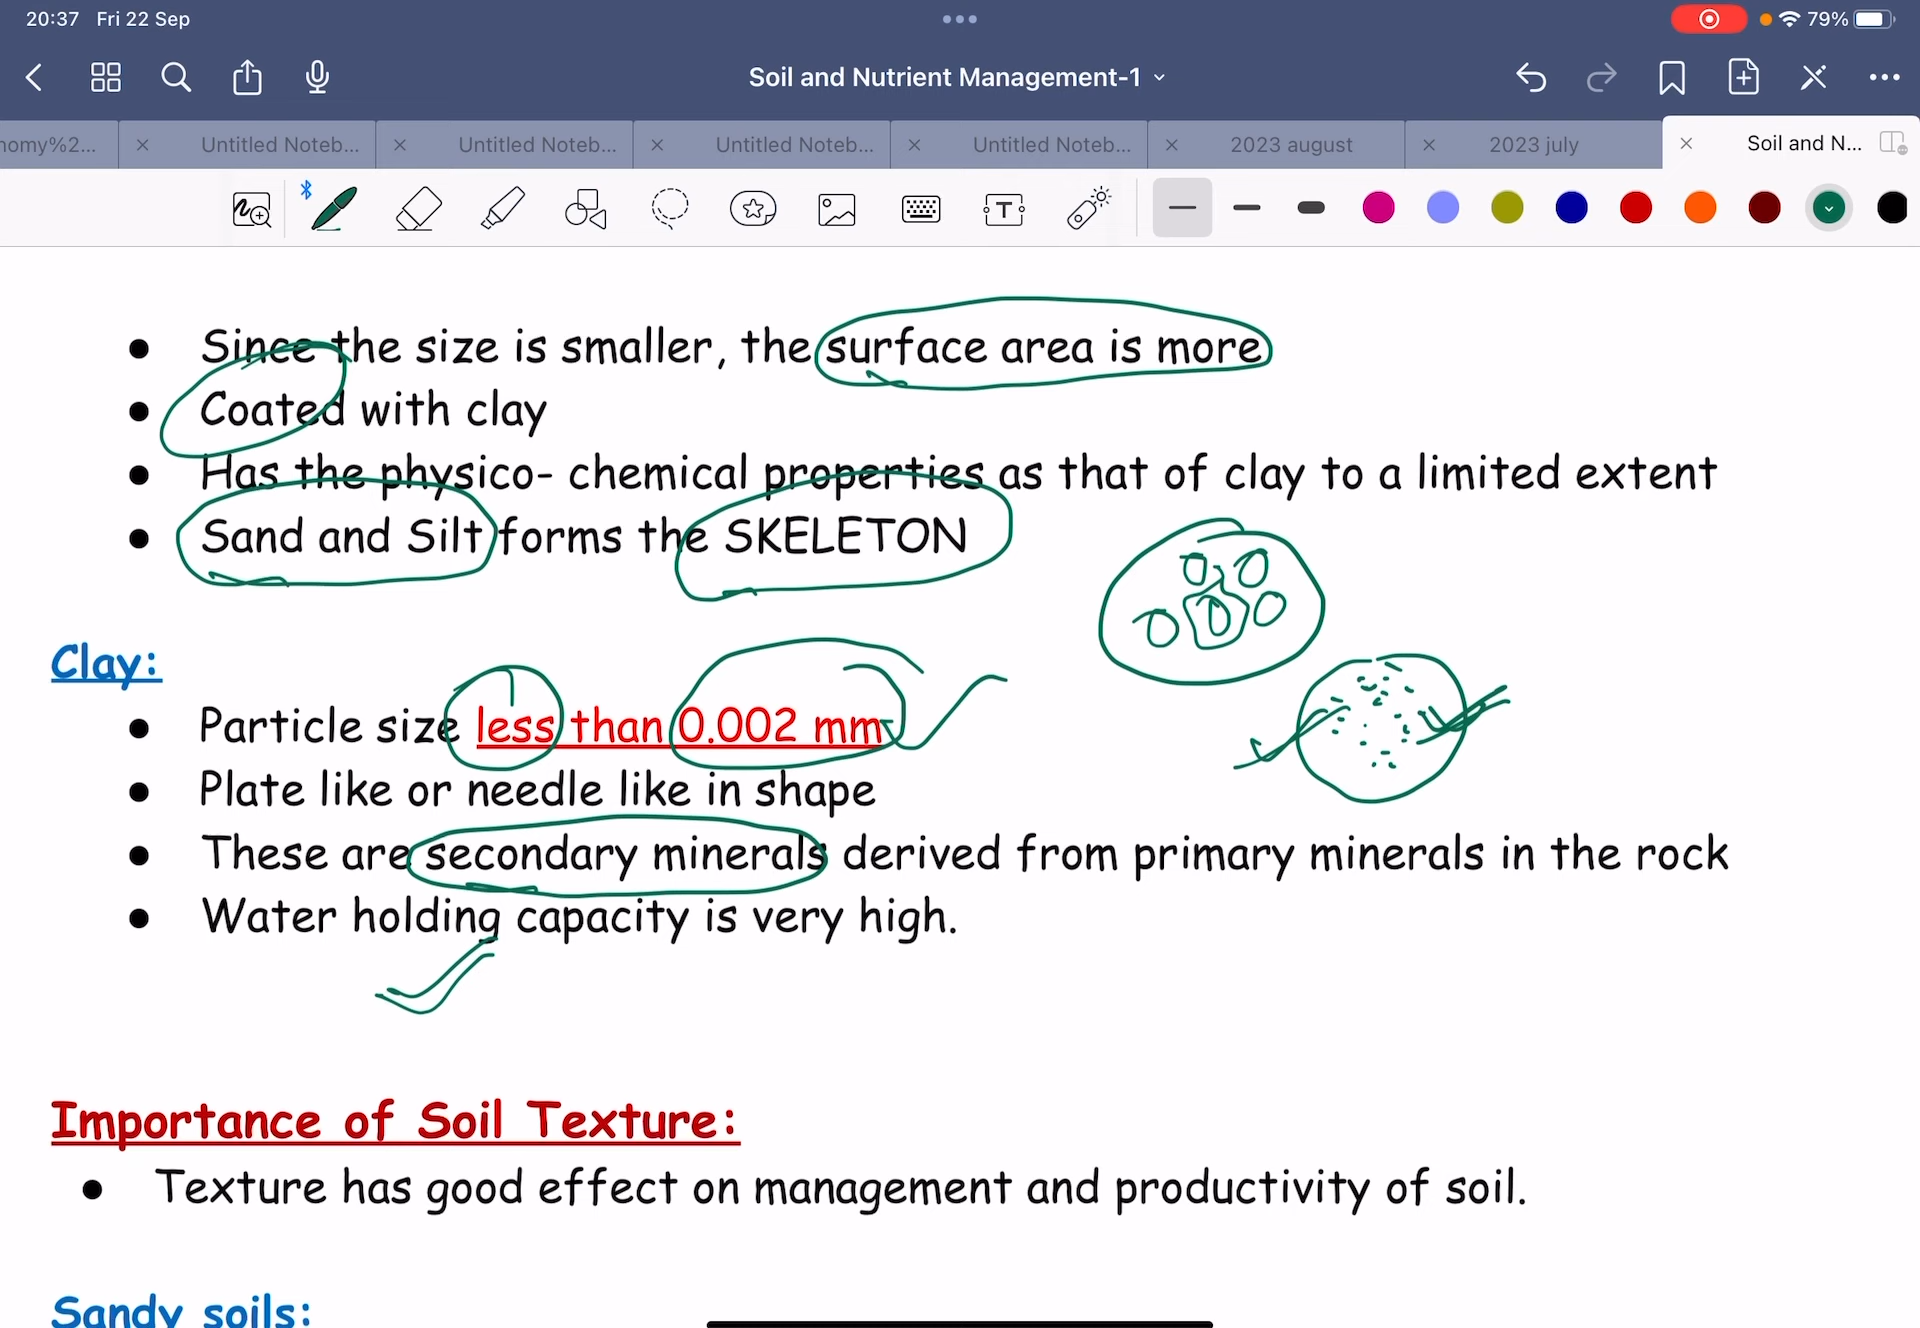 20:37 Fri 22 Sep
79%
Soil and Nutrient Management-1
nomy%2... Untitled Noteb... Untitled Noteb... Untitled Noteb... Untitled Noteb... 2023 august 2023 july Soil and N...
T
• Since the size is smaller, the surface area is more
• Coated with clay
• Has the physico- chemical properties as that of clay to a limited extent
• Sand and Silt forms the SKELETON
Clay:
• Particle size less than 0.002 mm
• Plate like or needle like in shape
• These are secondary minerals derived from primary minerals in the rock
• Water holding capacity is very high.
Importance of Soil Texture:
• Texture has good effect on management and productivity of soil.
Sandy soils: